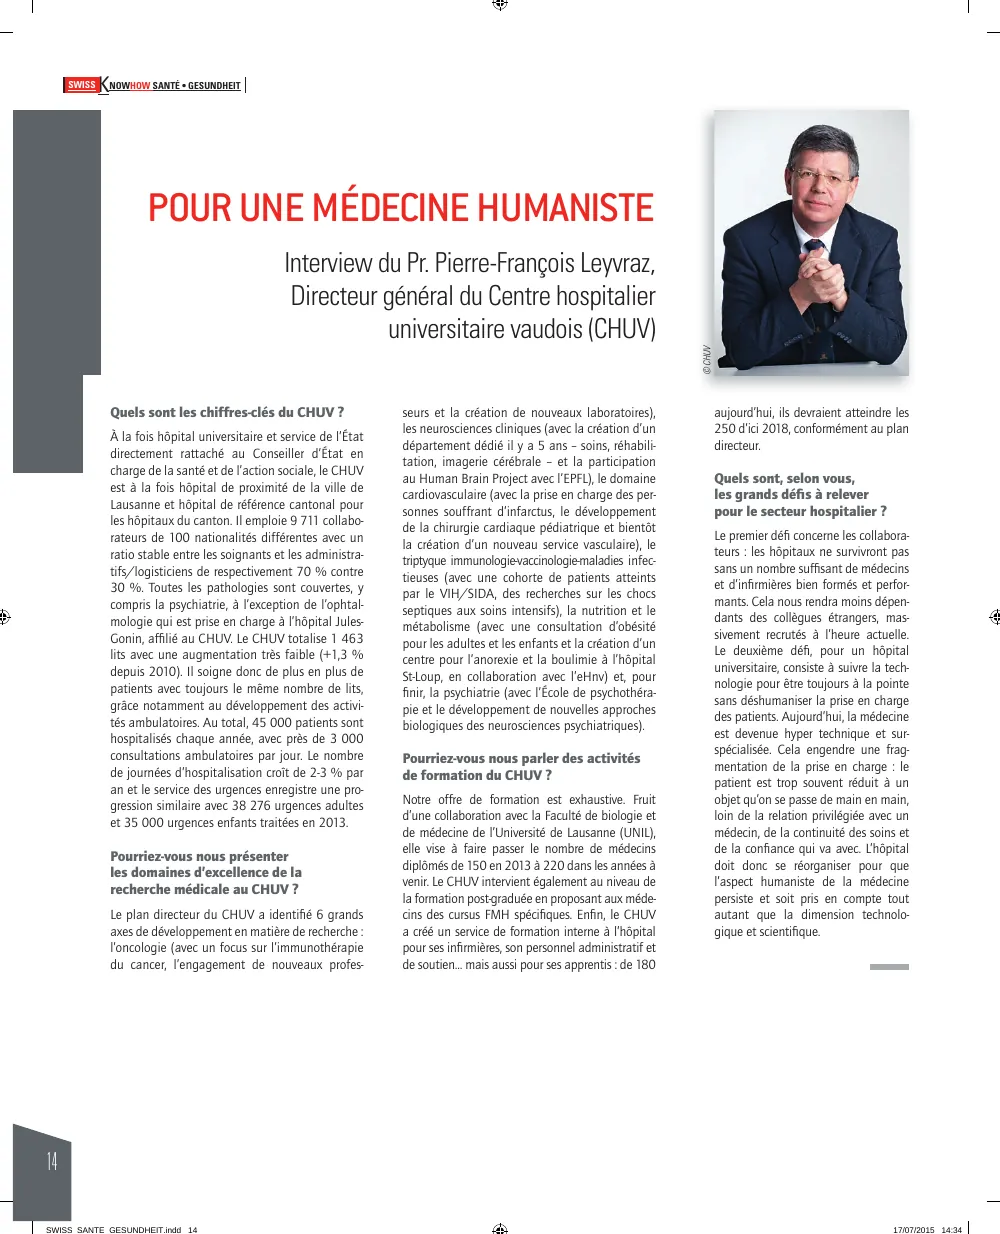 SWISS KNOWHOW SANTÉ • GESUNDHEIT
POUR UNE MÉDECINE HUMANISTE
Interview du Pr. Pierre-François Leyvraz,
Directeur général du Centre hospitalier
universitaire vaudois (CHUV)
© CHUV
Quels sont les chiffres-clés du CHUV ?
À la fois hôpital universitaire et service de l'État
directement rattaché au Conseiller d'État en
charge de la santé et de l'action sociale, le CHUV
est à la fois hôpital de proximité de la ville de
Lausanne et hôpital de référence cantonal pour
les hôpitaux du canton. Il emploie 9 711 collabo-
rateurs de 100 nationalités différentes avec un
ratio stable entre les soignants et les administra-
tifs/logisticiens de respectivement 70 % contre
30 %. Toutes les pathologies sont couvertes, y
compris la psychiatrie, à l'exception de l'ophtal-
mologie qui est prise en charge à l'hôpital Jules-
Gonin, affilié au CHUV. Le CHUV totalise 1 463
lits avec une augmentation très faible (+1,3 %
depuis 2010). Il soigne donc de plus en plus de
patients avec toujours le même nombre de lits,
grâce notamment au développement des activi-
tés ambulatoires. Au total, 45 000 patients sont
hospitalisés chaque année, avec près de 3 000
consultations ambulatoires par jour. Le nombre
de journées d'hospitalisation croît de 2-3 % par
an et le service des urgences enregistre une pro-
gression similaire avec 38 276 urgences adultes
et 35 000 urgences enfants traitées en 2013.
Pourriez-vous nous présenter
les domaines d'excellence de la
recherche médicale au CHUV ?
Le plan directeur du CHUV a identifié 6 grands
axes de développement en matière de recherche :
l'oncologie (avec un focus sur l'immunothérapie
du cancer, l'engagement de nouveaux profes-
seurs et la création de nouveaux laboratoires),
les neurosciences cliniques (avec la création d'un
département dédié il y a 5 ans – soins, réhabili-
tation, imagerie cérébrale – et la participation
au Human Brain Project avec l'EPFL), le domaine
cardiovasculaire (avec la prise en charge des per-
sonnes souffrant d'infarctus, le développement
de la chirurgie cardiaque pédiatrique et bientôt
la création d'un nouveau service vasculaire), le
triptyque immunologie-vaccinologie-maladies infec-
tieuses (avec une cohorte de patients atteints
par le VIH/SIDA, des recherches sur les chocs
septiques aux soins intensifs), la nutrition et le
métabolisme (avec une consultation d'obésité
pour les adultes et les enfants et la création d'un
centre pour l'anorexie et la boulimie à l'hôpital
St-Loup, en collaboration avec l'eHnv) et, pour
finir, la psychiatrie (avec l'École de psychothéra-
pie et le développement de nouvelles approches
biologiques des neurosciences psychiatriques).
Pourriez-vous nous parler des activités
de formation du CHUV ?
Notre offre de formation est exhaustive. Fruit
d'une collaboration avec la Faculté de biologie et
de médecine de l'Université de Lausanne (UNIL),
elle vise à faire passer le nombre de médecins
diplômés de 150 en 2013 à 220 dans les années à
venir. Le CHUV intervient également au niveau de
la formation post-graduée en proposant aux méde-
cins des cursus FMH spécifiques. Enfin, le CHUV
a créé un service de formation interne à l'hôpital
pour ses infirmières, son personnel administratif et
de soutien... mais aussi pour ses apprentis : de 180
aujourd'hui, ils devraient atteindre les
250 d'ici 2018, conformément au plan
directeur.
Quels sont, selon vous,
les grands défis à relever
pour le secteur hospitalier ?
Le premier défi concerne les collabora-
teurs : les hôpitaux ne survivront pas
sans un nombre suffisant de médecins
et d'infirmières bien formés et perfor-
mants. Cela nous rendra moins dépen-
dants des collègues étrangers, mas-
sivement recrutés à l'heure actuelle.
Le deuxième défi, pour un hôpital
universitaire, consiste à suivre la tech-
nologie pour être toujours à la pointe
sans déshumaniser la prise en charge
des patients. Aujourd'hui, la médecine
est devenue hyper technique et sur-
spécialisée. Cela engendre une frag-
mentation de la prise en charge : le
patient est trop souvent réduit à un
objet qu'on se passe de main en main,
loin de la relation privilégiée avec un
médecin, de la continuité des soins et
de la confiance qui va avec. L'hôpital
doit donc se réorganiser pour que
l'aspect humaniste de la médecine
persiste et soit pris en compte tout
autant que la dimension technolo-
gique et scientifique.
14
SWISS_SANTE_GESUNDHEIT.indd 14
17/07/2015 14:34